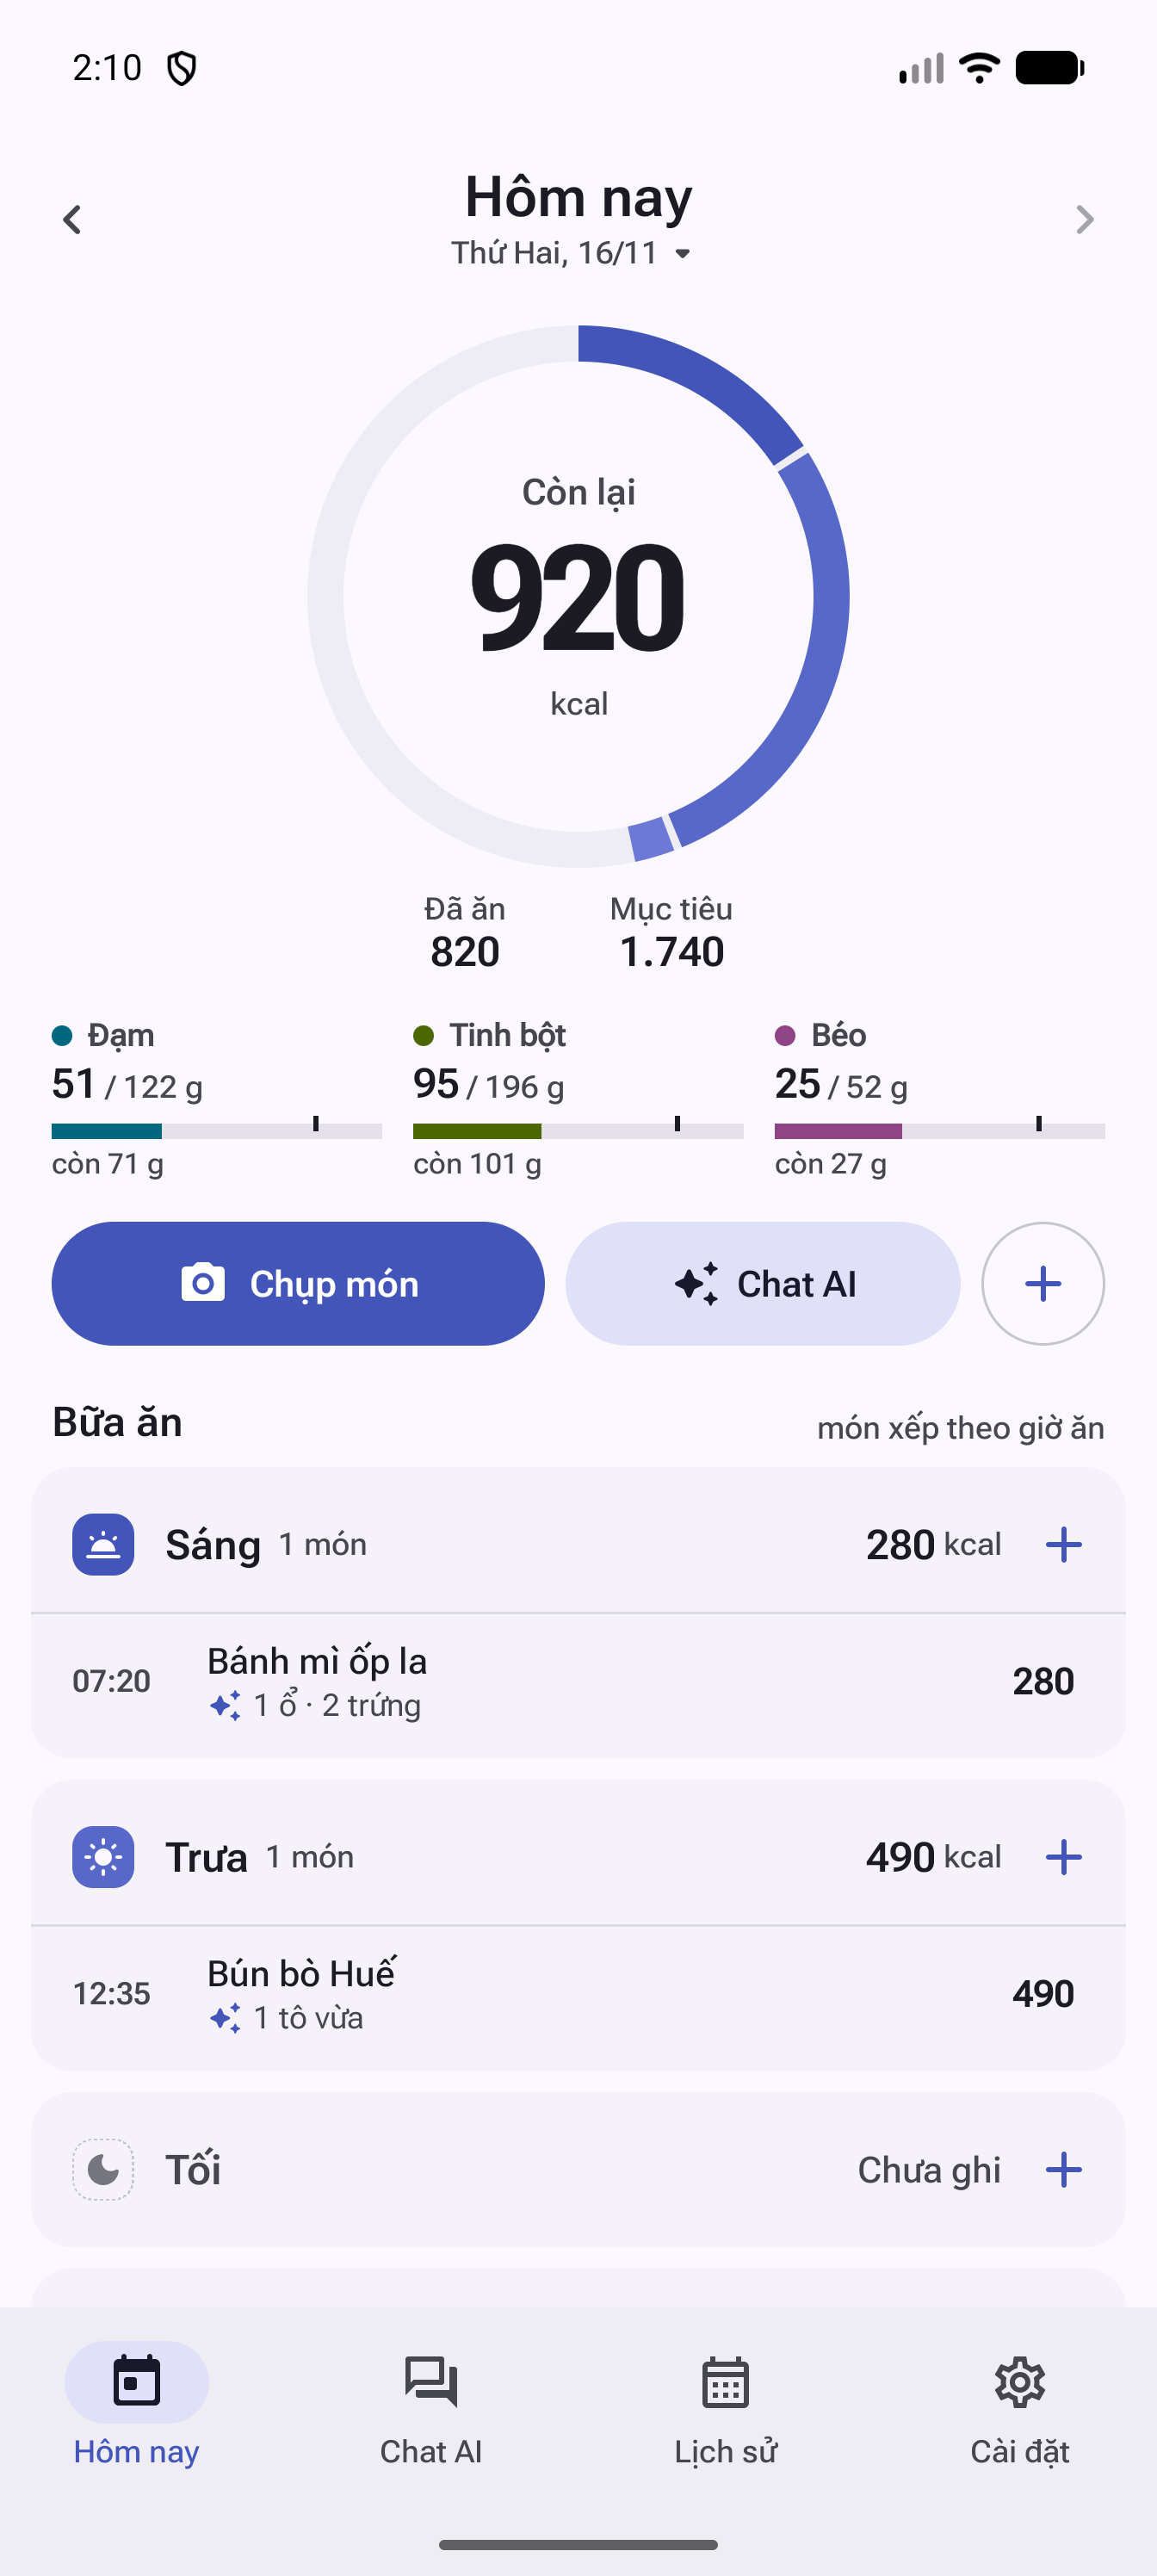 2:10
Hôm nay
Thứ Hai, 16/11
Còn lại
920
kcal
Đã ăn
820
Mục tiêu
1.740
Đạm
51 / 122 g
còn 71 g
Tinh bột
95 / 196 g
còn 101 g
Béo
25 / 52 g
còn 27 g
Chụp món
Chat AI
Bữa ăn
món xếp theo giờ ăn
Sáng 1 món 280 kcal
07:20
Bánh mì ốp la
1 ổ · 2 trứng
280
Trưa 1 món 490 kcal
12:35
Bún bò Huế
1 tô vừa
490
Tối Chưa ghi
Hôm nay
Chat AI
Lịch sử
Cài đặt